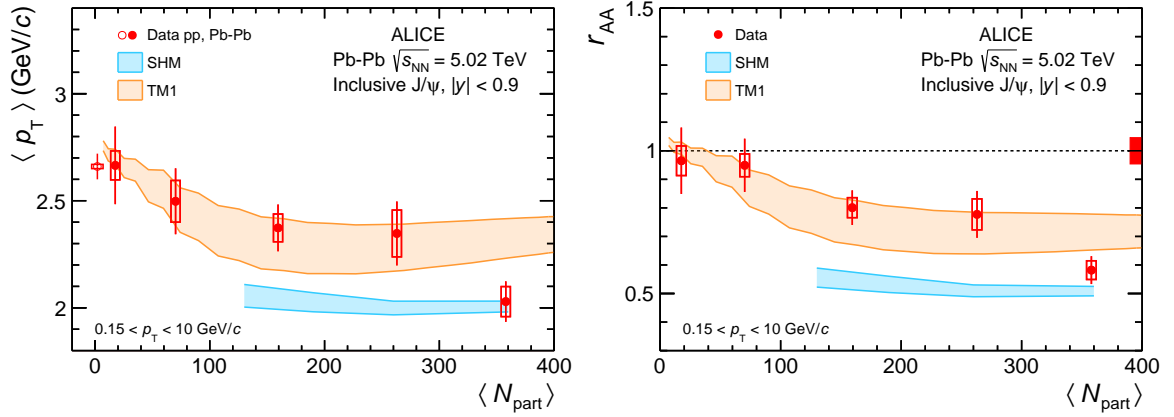 ⟨ p_T ⟩ (GeV/c)
3
2.5
2
Data pp, Pb-Pb
SHM
TM1
ALICE
Pb-Pb √s_NN = 5.02 TeV
Inclusive J/ψ, |y| < 0.9
0.15 < p_T < 10 GeV/c
0 100 200 300 400
⟨ N_part ⟩
r_AA
1.5
1
0.5
Data
SHM
TM1
ALICE
Pb-Pb √s_NN = 5.02 TeV
Inclusive J/ψ, |y| < 0.9
0.15 < p_T < 10 GeV/c
0 100 200 300 400
⟨ N_part ⟩